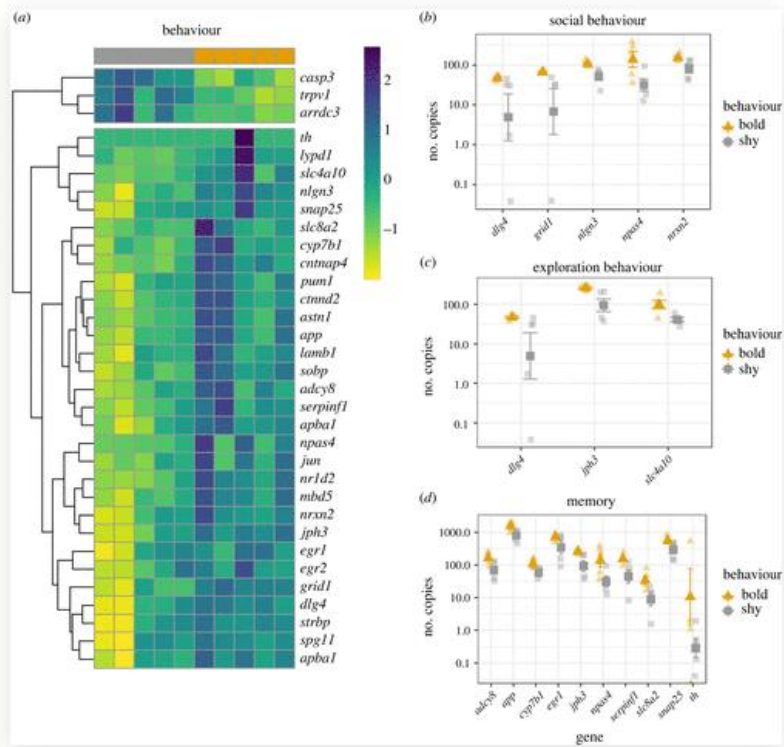 (a)
behaviour
casp3
trpv1
arrdc3
th
lypd1
slc4a10
nlgn3
snap25
slc8a2
cyp7b1
cntnap4
pum1
ctnnd2
astn1
app
lamb1
sobp
adcy8
serpinf1
apba1
npas4
jun
nr1d2
mbd5
nrxn2
jph3
egr1
egr2
grid1
dlg4
strbp
spg11
apba1
2
1
0
−1
(b)
social behaviour
no. copies
100.0
10.0
1.0
0.1
dlg4
grid1
nlgn3
npas4
nrxn2
behaviour
bold
shy
(c)
exploration behaviour
no. copies
100.0
10.0
1.0
0.1
dlg4
jph3
slc4a10
behaviour
bold
shy
(d)
memory
no. copies
1000.0
100.0
10.0
1.0
0.1
adcy8
app
cyp7b1
egr1
jph3
npas4
serpinf1
slc8a2
snap25
th
gene
behaviour
bold
shy